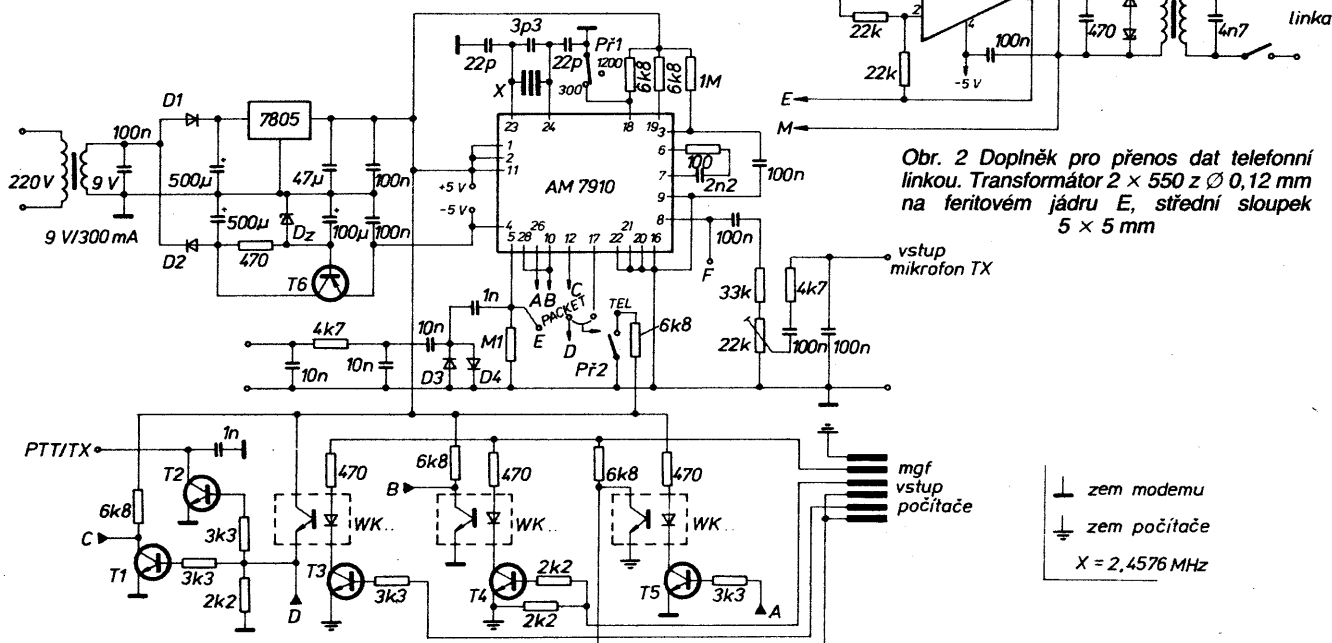 22k
2
4
100n
-5 V
22k
470
4n7
linka
E
M
Obr. 2 Doplněk pro přenos dat telefonní
linkou. Transformátor 2 × 550 z Ø 0,12 mm
na feritovém jádru E, střední sloupek
5 × 5 mm
3p3
22p
22p
Př1
1200
300
X
6k8
6k8
1M
D1
7805
100n
220 V
9 V
500µ
47µ
100n
9 V/300 mA
500µ
Dz
100µ
100n
D2
470
T6
+5 V
-5 V
23
24
18
19
1
2
11
3
6
7
9
8
AM 7910
4
5
28
26
10
12
17
22
21
20
16
100
2n2
100n
100n
F
33k
22k
4k7
100n
100n
vstup
mikrofon TX
1n
A
B
C
PACKET
TEL
E
D
Př2
6k8
M1
4k7
10n
10n
10n
D3
D4
PTT/TX
1n
T2
6k8
C
T1
3k3
3k3
2k2
D
470
WK..
T3
3k3
6k8
B
470
WK..
T4
2k2
2k2
6k8
470
WK..
T5
3k3
A
mgf
vstup
počítače
zem modemu
zem počítače
X = 2,4576 MHz